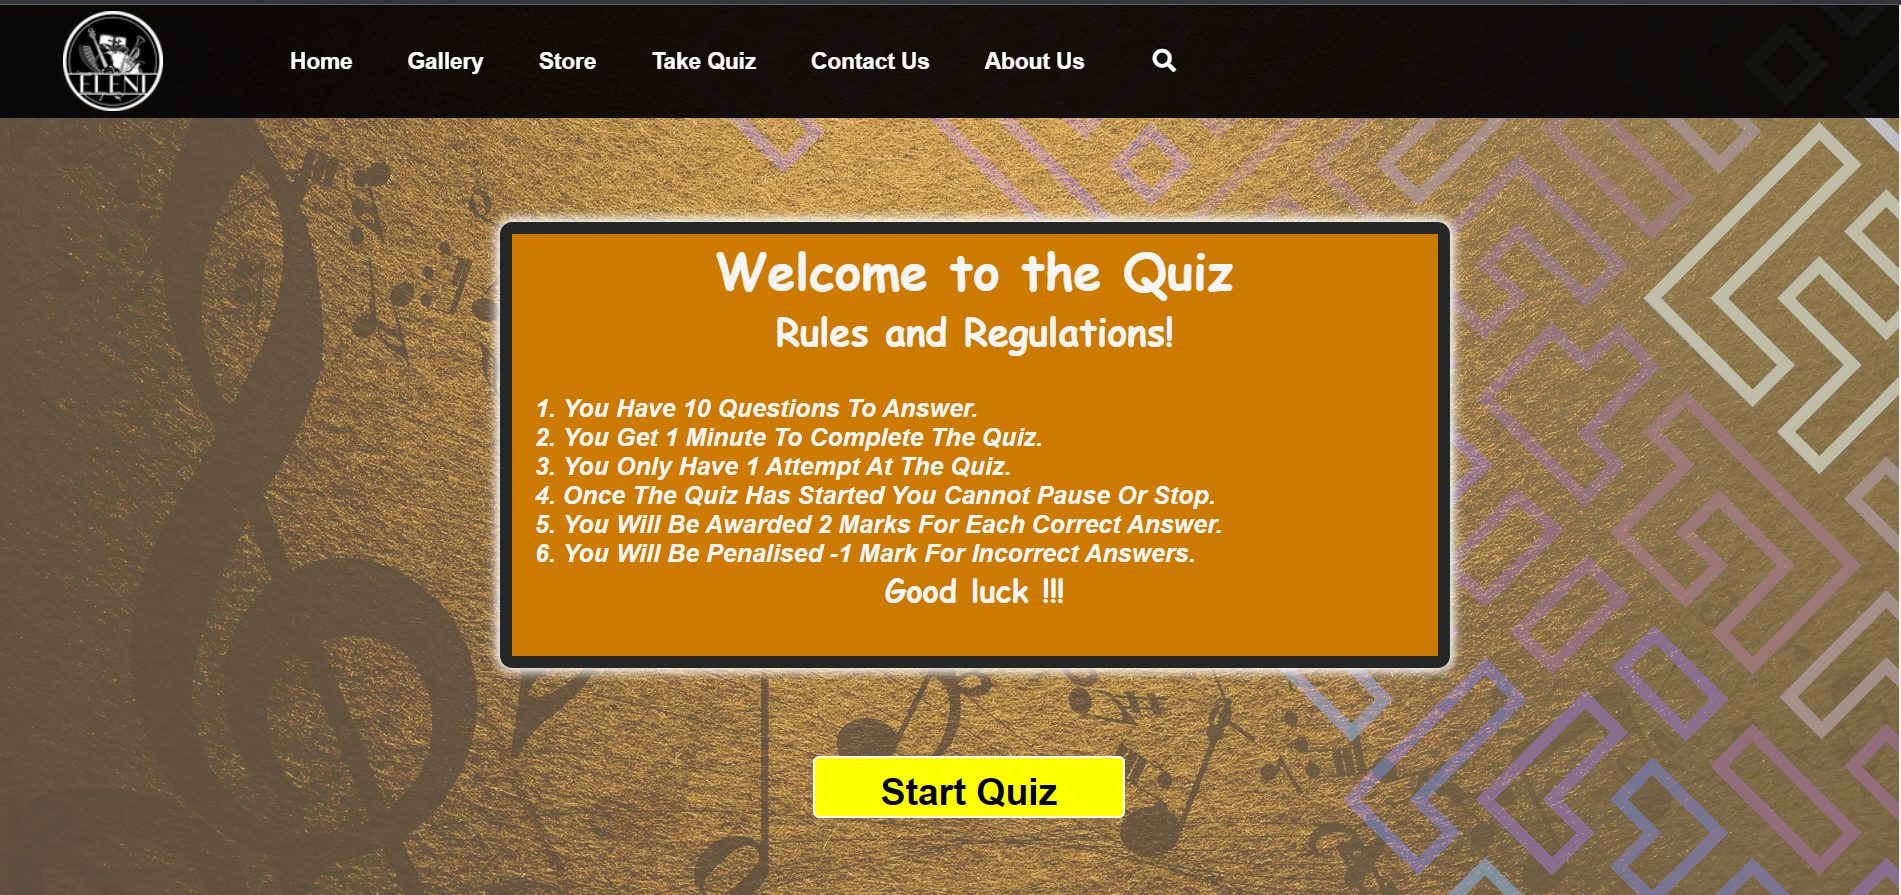 ELENI
Home Gallery Store Take Quiz Contact Us About Us
Welcome to the Quiz
Rules and Regulations!
1. You Have 10 Questions To Answer.
2. You Get 1 Minute To Complete The Quiz.
3. You Only Have 1 Attempt At The Quiz.
4. Once The Quiz Has Started You Cannot Pause Or Stop.
5. You Will Be Awarded 2 Marks For Each Correct Answer.
6. You Will Be Penalised -1 Mark For Incorrect Answers.
Good luck !!!
Start Quiz